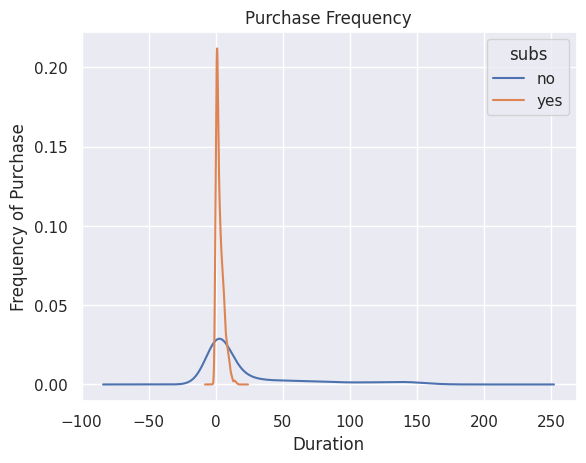 Purchase Frequency
subs
no
yes
0.20
0.15
0.10
0.05
0.00
Frequency of Purchase
−100 −50 0 50 100 150 200 250
Duration